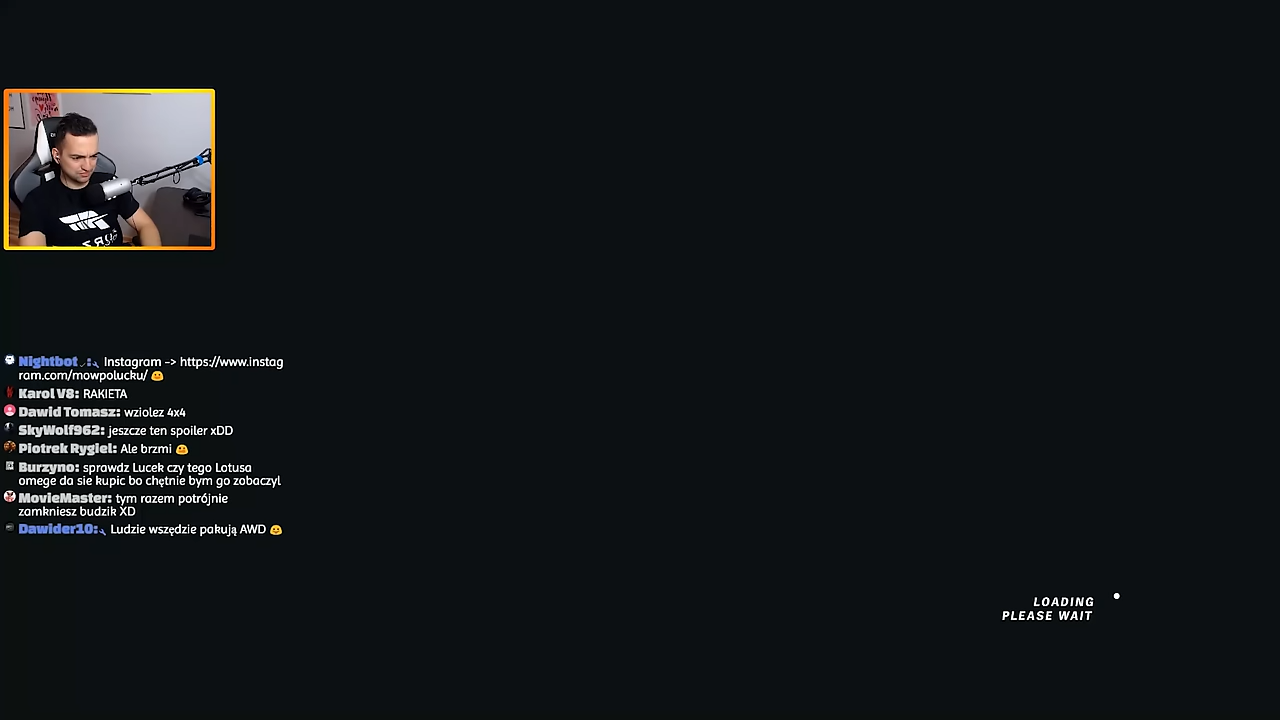 Nightbot: Instagram -> https://www.instag
ram.com/mowpolucku/
Karol V8: RAKIETA
Dawid Tomasz: wziolez 4x4
SkyWolf962: jeszcze ten spoiler xDD
Piotrek Rygiel: Ale brzmi
Burzyno: sprawdz Lucek czy tego Lotusa
omege da sie kupic bo chętnie bym go zobaczyl
MovieMaster: tym razem potrójnie
zamkniesz budzik XD
Dawider10: Ludzie wszędzie pakują AWD
LOADING
PLEASE WAIT